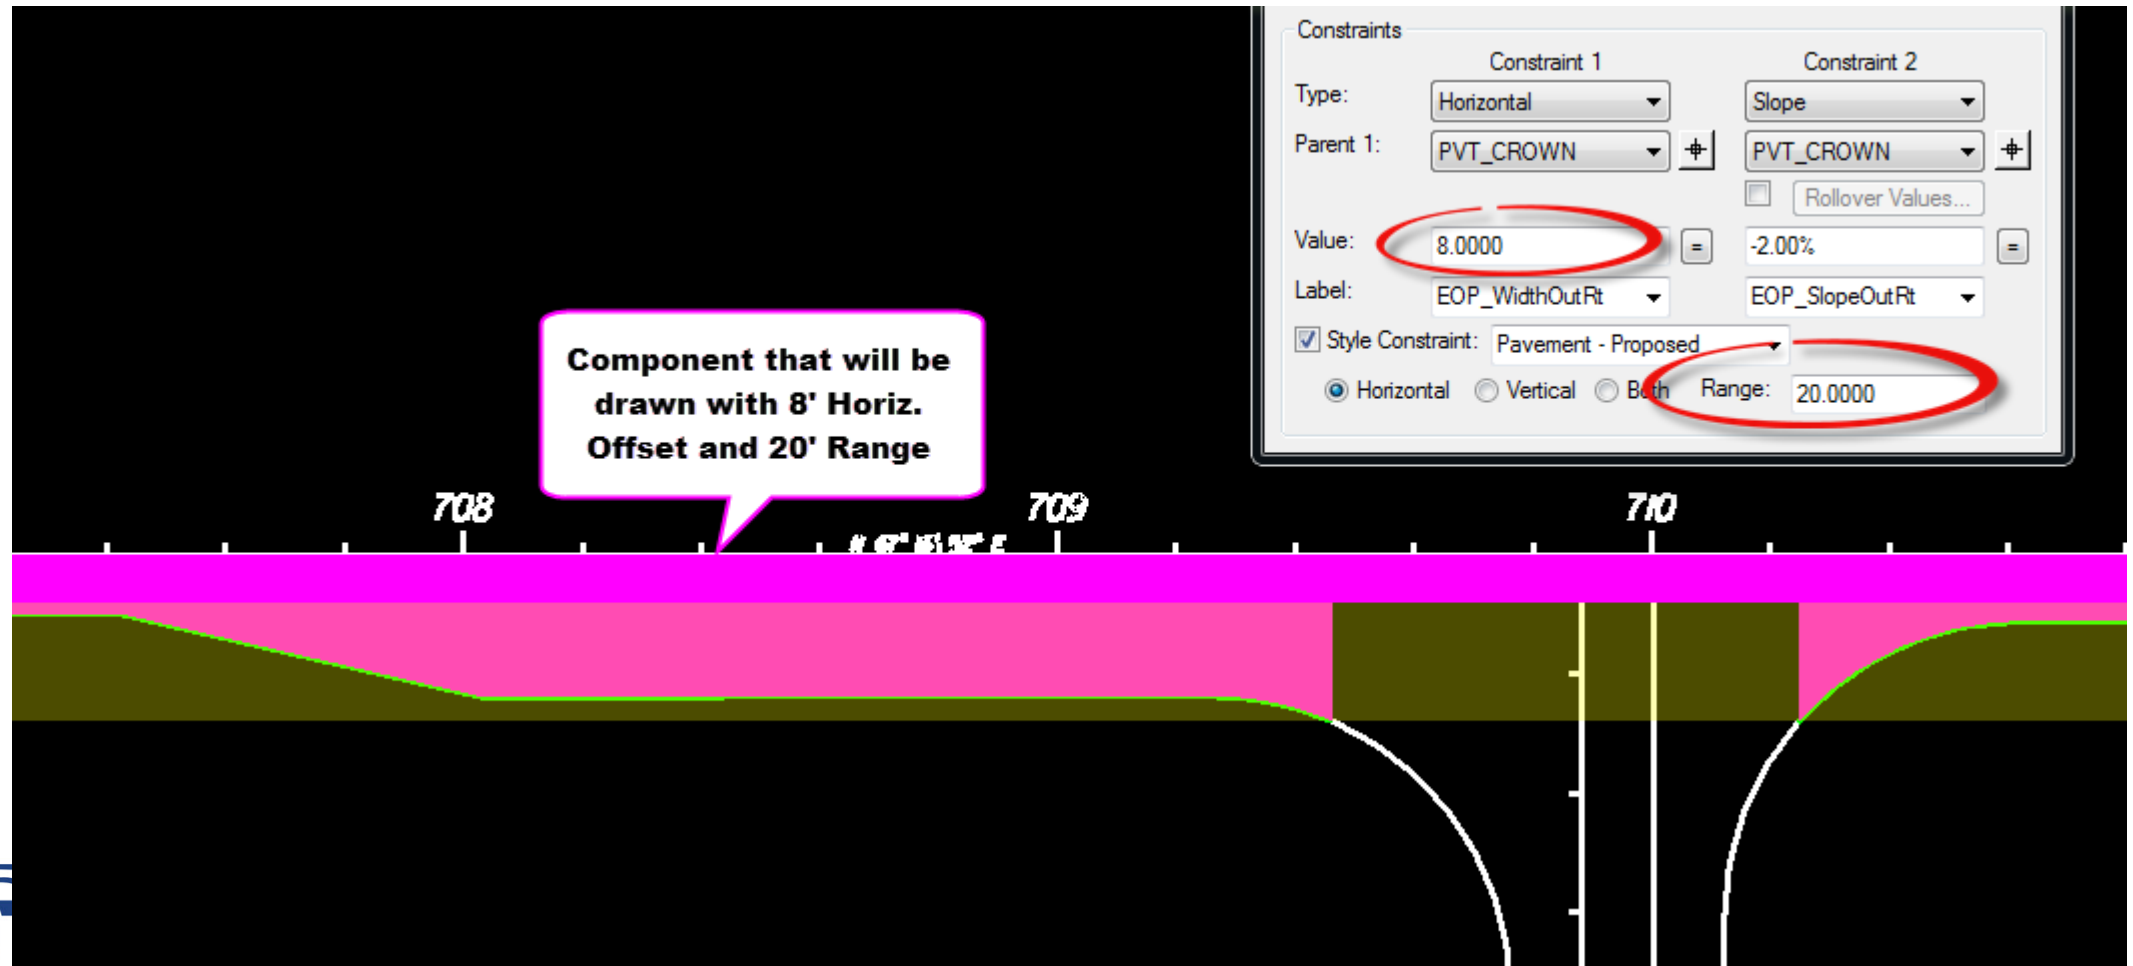 Constraints
Constraint 1 Constraint 2
Type: Horizontal Slope
Parent 1: PVT_CROWN PVT_CROWN
Rollover Values...
Value: 8.0000 = -2.00% =
Label: EOP_WidthOutRt EOP_SlopeOutRt
Style Constraint: Pavement - Proposed
Horizontal Vertical Both Range: 20.0000
Component that will be
drawn with 8' Horiz.
Offset and 20' Range
708 709 710